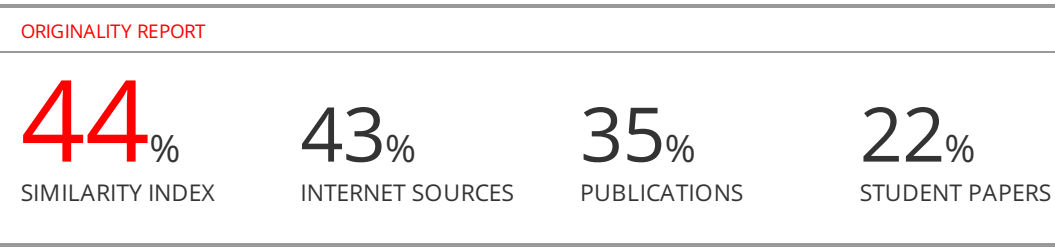 ORIGINALITY REPORT
44% 43% 35% 22%
SIMILARITY INDEX INTERNET SOURCES PUBLICATIONS STUDENT PAPERS